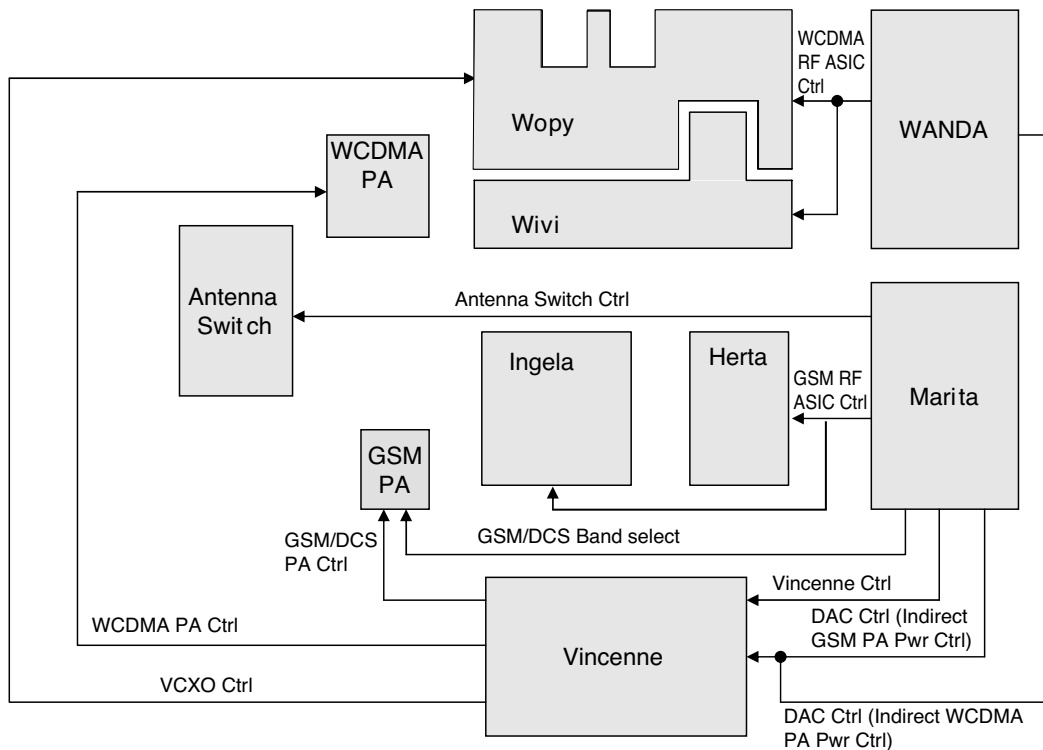 WCDMA
RF ASIC
Ctrl
Wopy
WANDA
WCDMA
PA
Wivi
Antenna
Switch
Antenna Switch Ctrl
Ingela
Herta
GSM RF
ASIC Ctrl
Marita
GSM
PA
GSM/DCS
PA Ctrl
GSM/DCS Band select
Vincenne Ctrl
DAC Ctrl (Indirect
GSM PA Pwr Ctrl)
WCDMA PA Ctrl
Vincenne
VCXO Ctrl
DAC Ctrl (Indirect WCDMA
PA Pwr Ctrl)